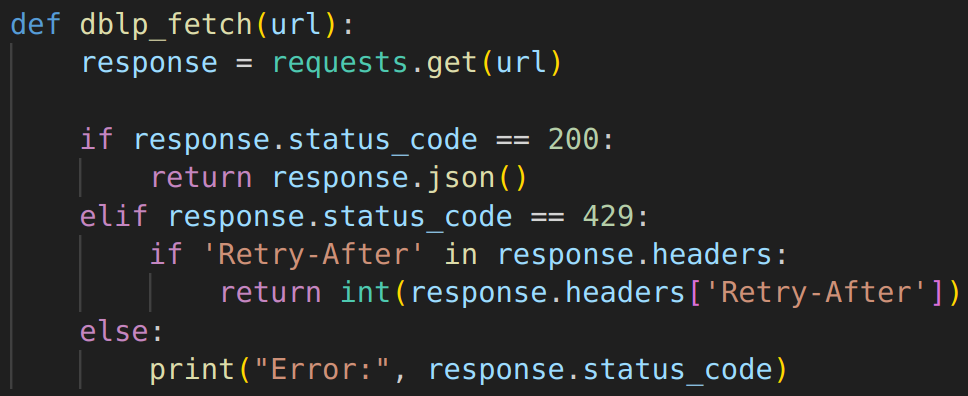 def dblp_fetch(url):
    response = requests.get(url)

    if response.status_code == 200:
        return response.json()
    elif response.status_code == 429:
        if 'Retry-After' in response.headers:
            return int(response.headers['Retry-After'])
    else:
        print("Error:", response.status_code)